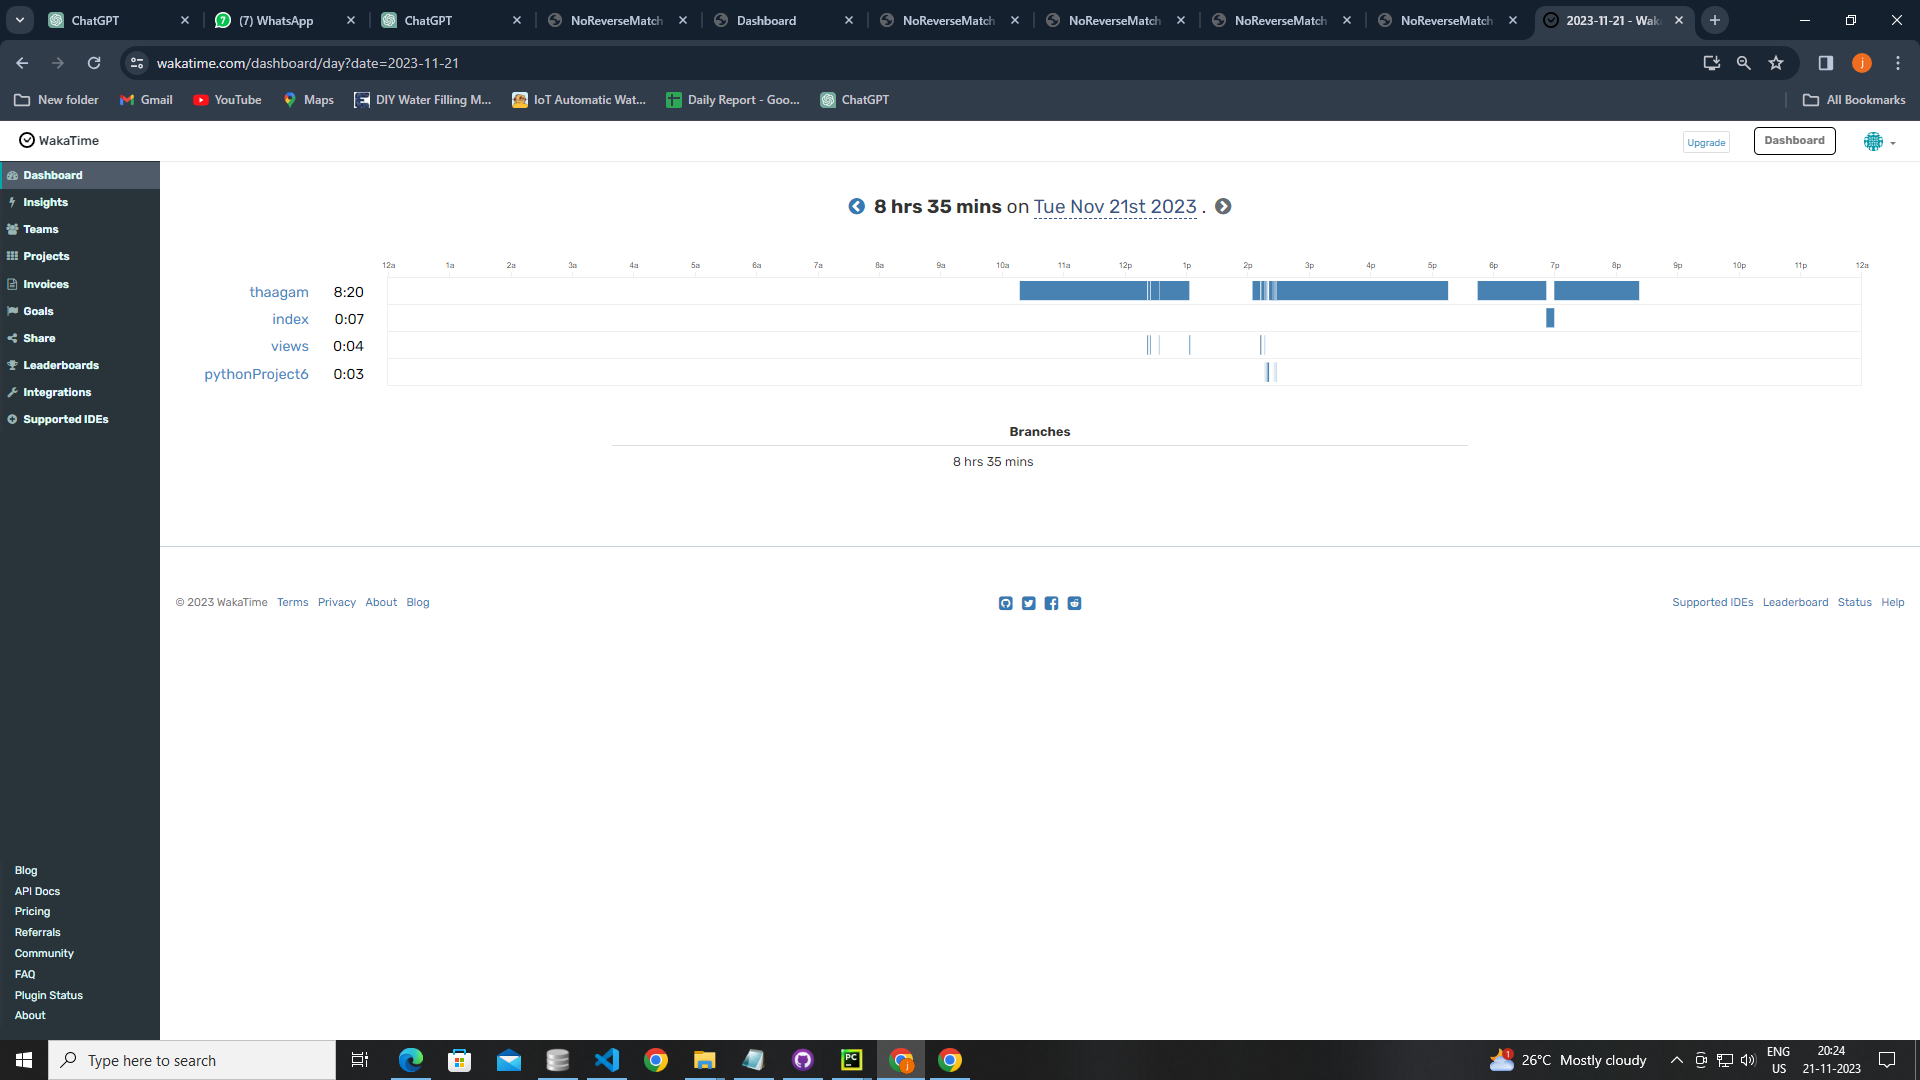 ChatGPT (7) WhatsApp ChatGPT NoReverseMatch Dashboard NoReverseMatch NoReverseMatch NoReverseMatch NoReverseMatch 2023-11-21 - Wak
wakatime.com/dashboard/day?date=2023-11-21
New folder Gmail YouTube Maps DIY Water Filling M... IoT Automatic Wat... Daily Report - Goo... ChatGPT All Bookmarks
WakaTime Upgrade Dashboard
Dashboard
Insights
Teams
Projects
Invoices
Goals
Share
Leaderboards
Integrations
Supported IDEs
8 hrs 35 mins on Tue Nov 21st 2023 .
12a 1a 2a 3a 4a 5a 6a 7a 8a 9a 10a 11a 12p 1p 2p 3p 4p 5p 6p 7p 8p 9p 10p 11p 12a
thaagam 8:20
index 0:07
views 0:04
pythonProject6 0:03
Branches
8 hrs 35 mins
© 2023 WakaTime Terms Privacy About Blog Supported IDEs Leaderboard Status Help
Blog
API Docs
Pricing
Referrals
Community
FAQ
Plugin Status
About
Type here to search
26°C Mostly cloudy
ENG
US
20:24
21-11-2023